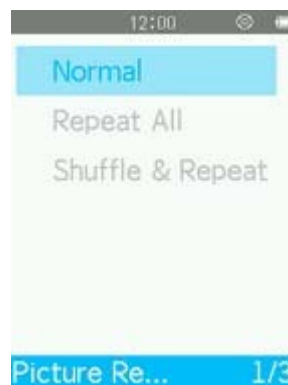 12:00
Normal
Repeat All
Shuffle & Repeat
Picture Re... 1/3